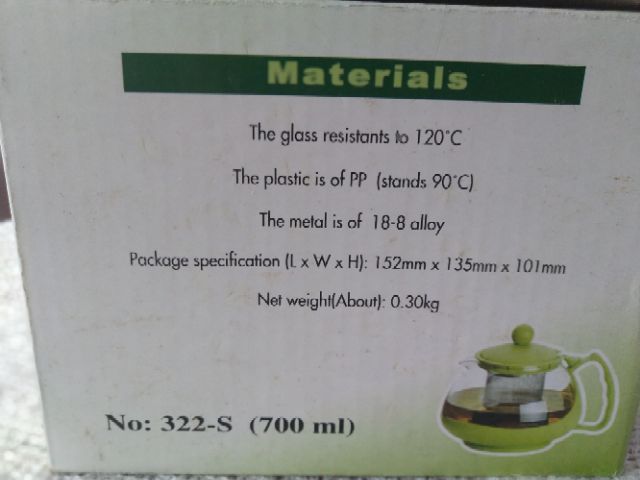 Materials
The glass resistants to 120°C
The plastic is of PP (stands 90°C)
The metal is of 18-8 alloy
Package specification (L x W x H): 152mm x 135mm x 101mm
Net weight(About): 0.30kg
No: 322-S (700 ml)